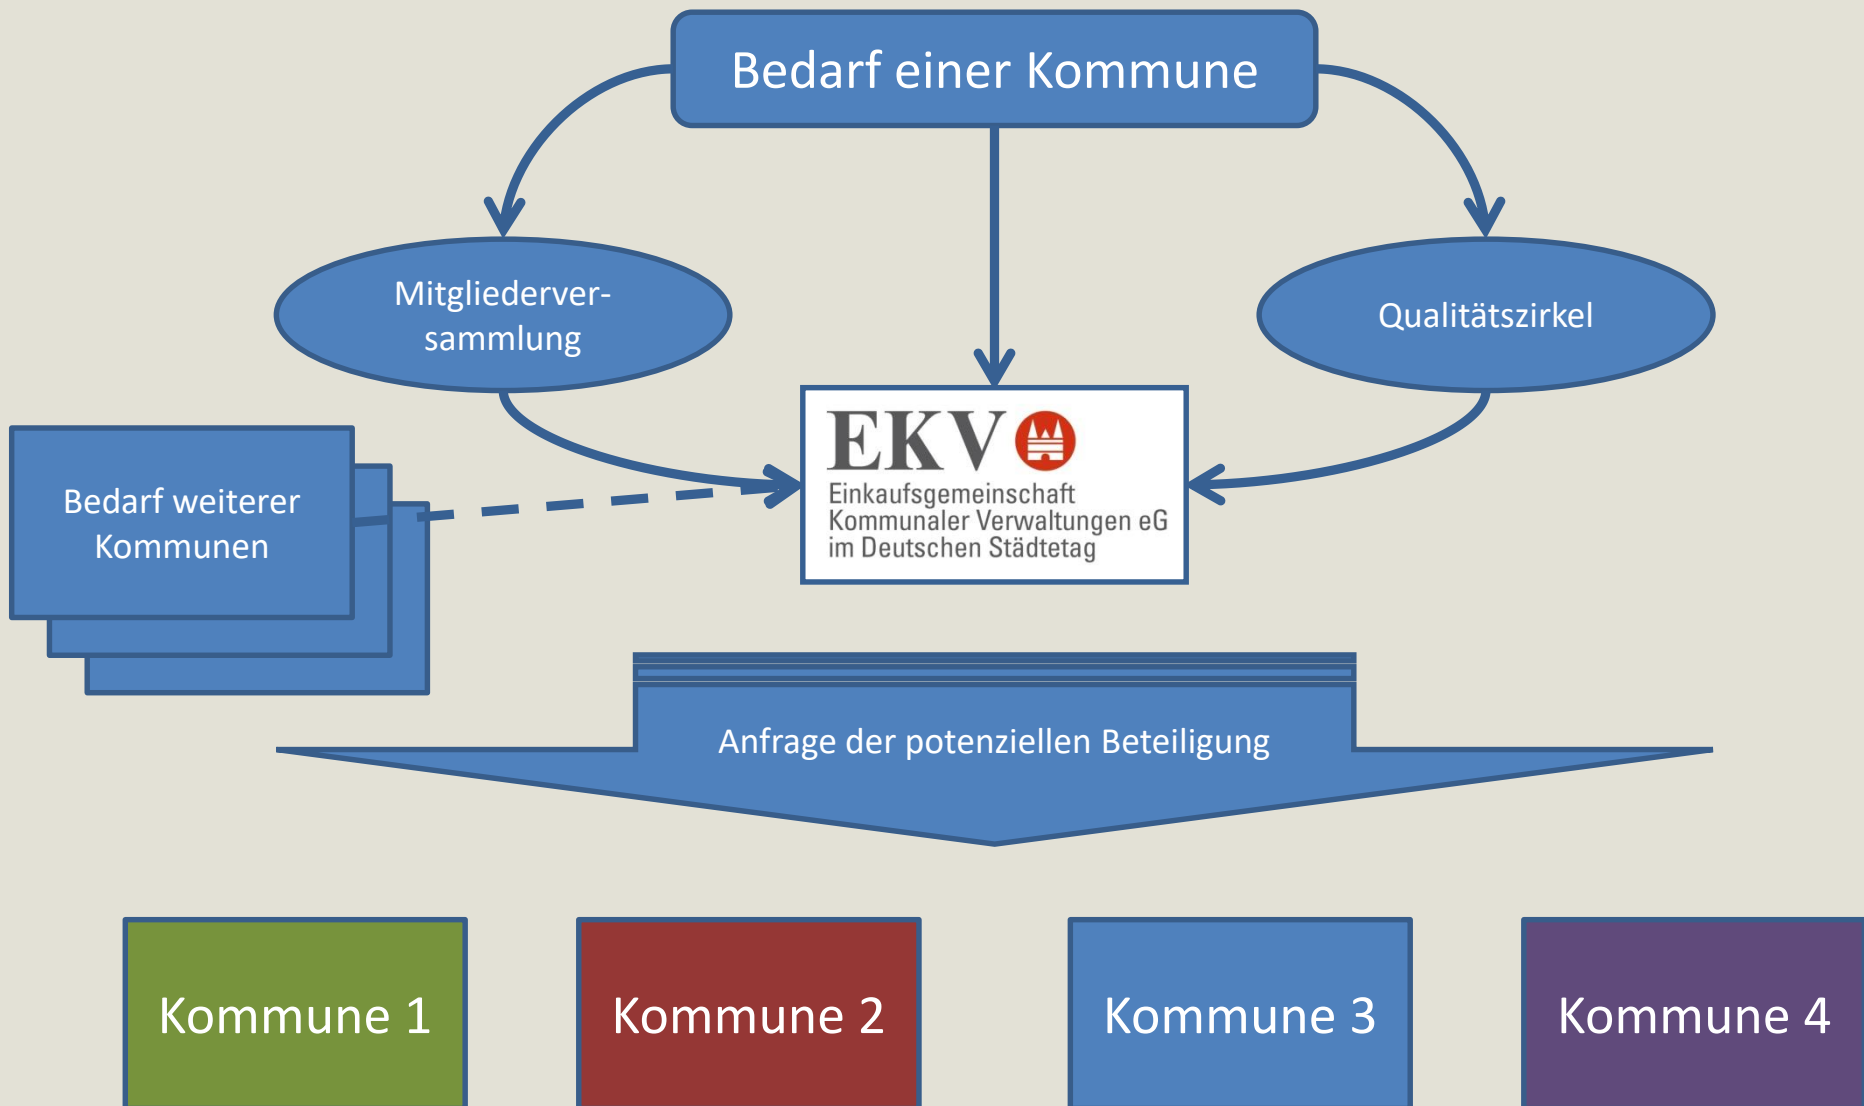 Bedarf einer Kommune
Mitgliederver-
sammlung
Qualitätszirkel
EKV
Einkaufsgemeinschaft
Kommunaler Verwaltungen eG
im Deutschen Städtetag
Bedarf weiterer
Kommunen
Anfrage der potenziellen Beteiligung
Kommune 1
Kommune 2
Kommune 3
Kommune 4